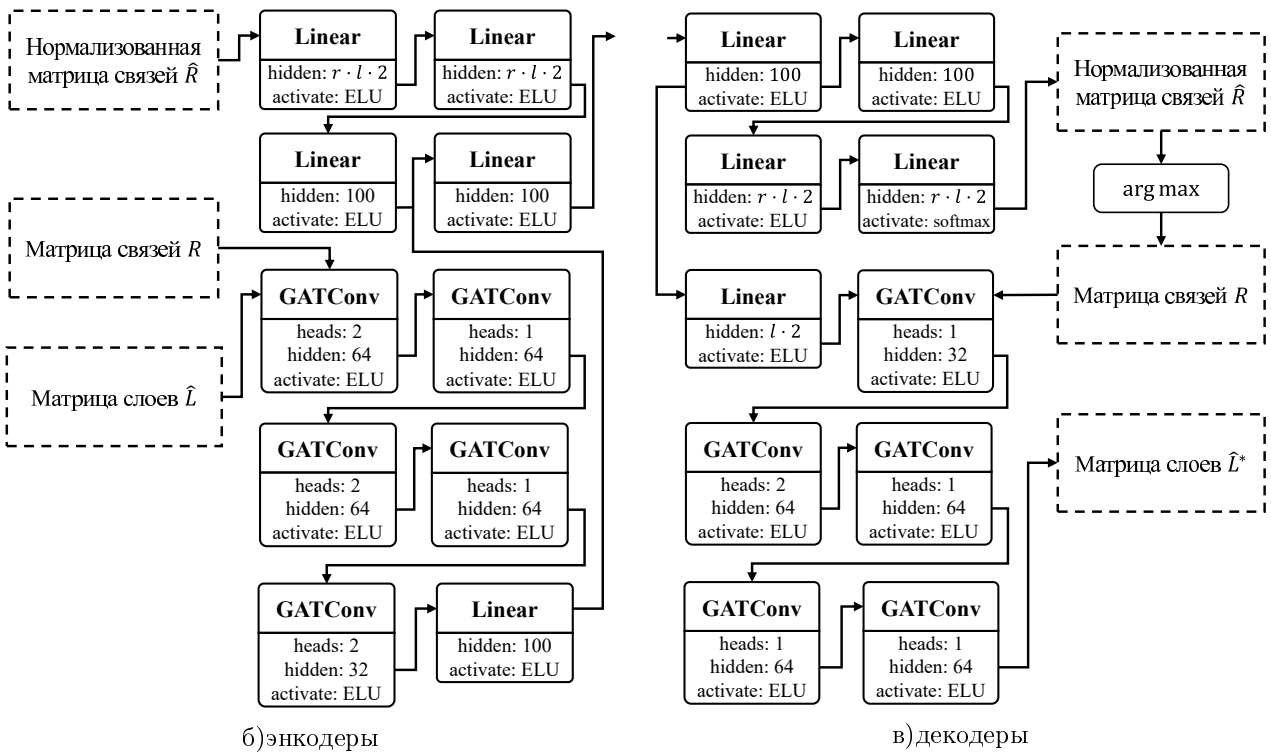 Нормализованная
матрица связей R̂
Linear
hidden: r · l · 2
activate: ELU
Linear
hidden: r · l · 2
activate: ELU
Linear
hidden: 100
activate: ELU
Linear
hidden: 100
activate: ELU
Матрица связей R
Матрица слоев L̂
GATConv
heads: 2
hidden: 64
activate: ELU
GATConv
heads: 1
hidden: 64
activate: ELU
GATConv
heads: 2
hidden: 64
activate: ELU
GATConv
heads: 1
hidden: 64
activate: ELU
GATConv
heads: 2
hidden: 32
activate: ELU
Linear
hidden: 100
activate: ELU
б)энкодеры
Linear
hidden: 100
activate: ELU
Linear
hidden: 100
activate: ELU
Linear
hidden: r · l · 2
activate: ELU
Linear
hidden: r · l · 2
activate: softmax
Нормализованная
матрица связей R̂
arg max
Матрица связей R
Linear
hidden: l · 2
activate: ELU
GATConv
heads: 1
hidden: 32
activate: ELU
GATConv
heads: 2
hidden: 64
activate: ELU
GATConv
heads: 1
hidden: 64
activate: ELU
Матрица слоев L̂*
GATConv
heads: 1
hidden: 64
activate: ELU
GATConv
heads: 1
hidden: 64
activate: ELU
в)декодеры